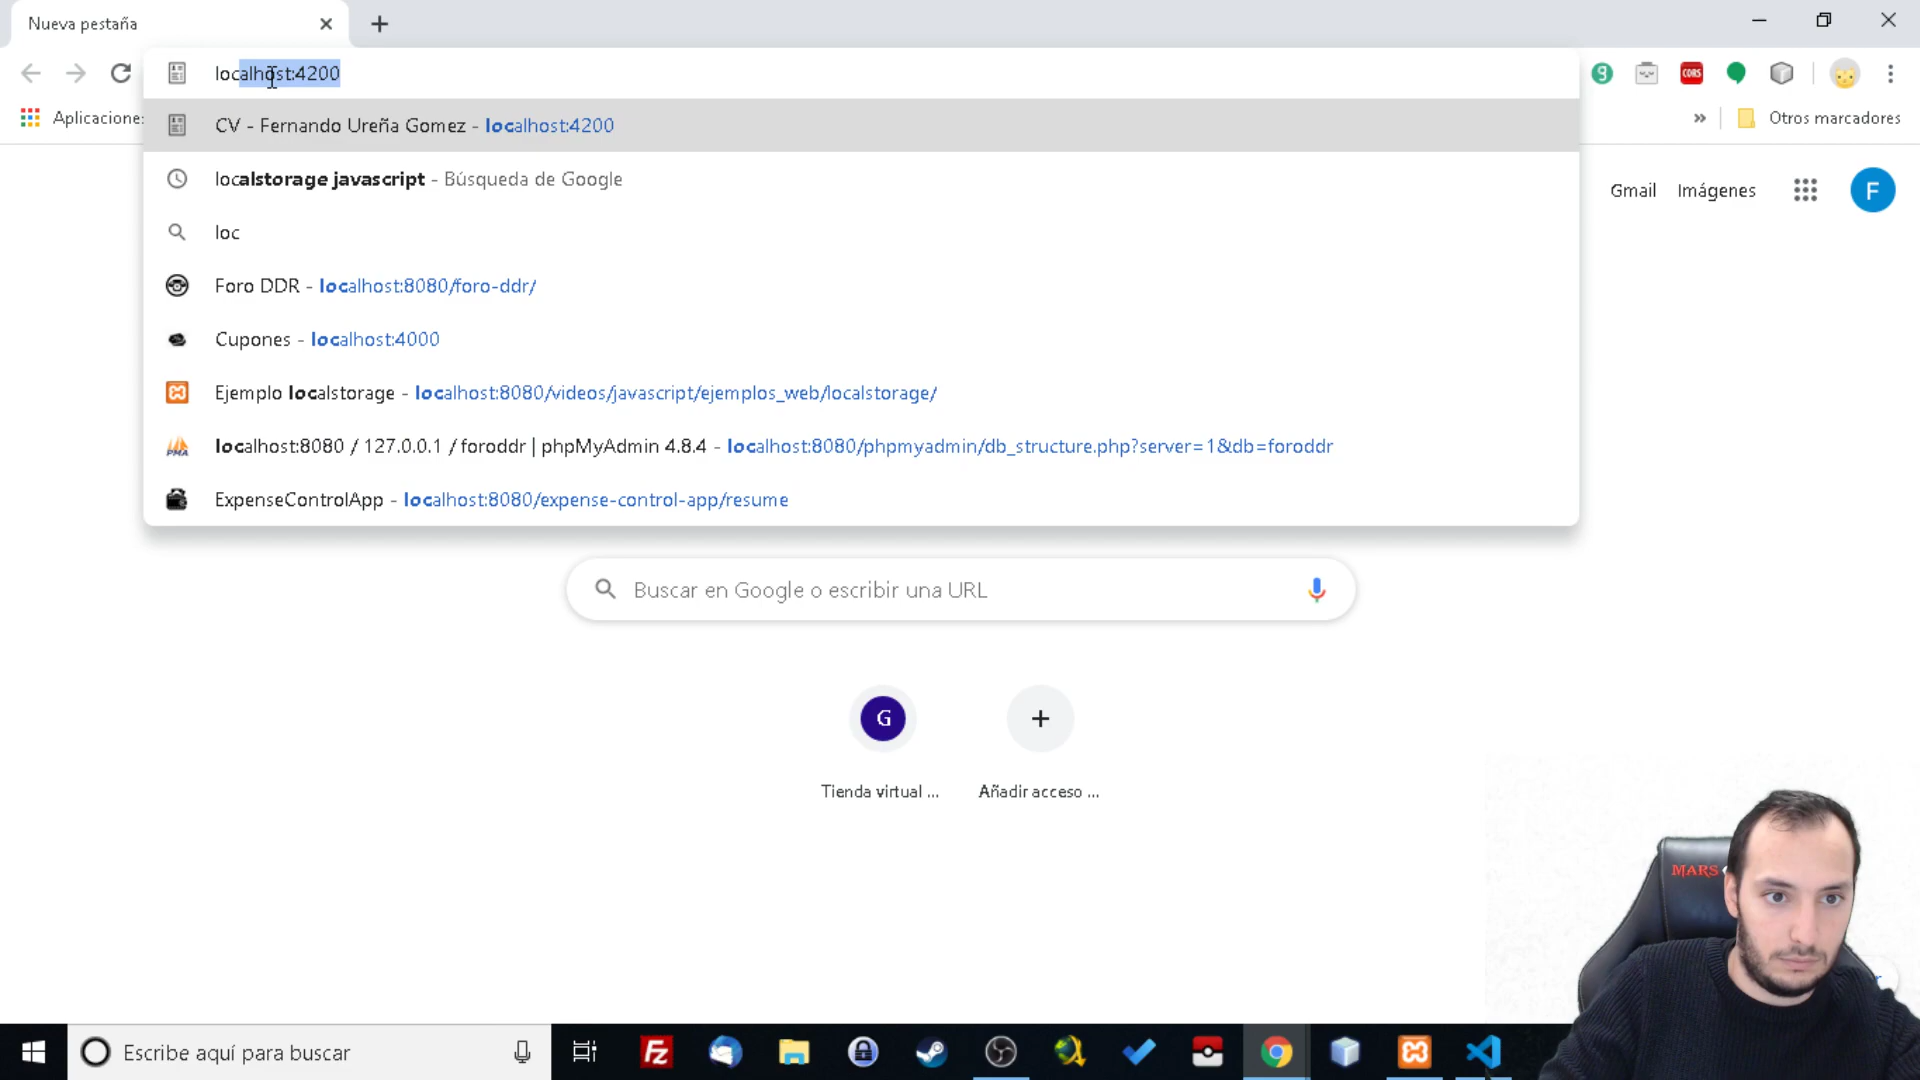 Nueva pestaña
localhost:4200
Aplicacione
Otros marcadores
CV - Fernando Ureña Gomez - localhost:4200
localstorage javascript - Búsqueda de Google
loc
Foro DDR - localhost:8080/foro-ddr/
Cupones - localhost:4000
Ejemplo localstorage - localhost:8080/videos/javascript/ejemplos_web/localstorage/
localhost:8080 / 127.0.0.1 / foroddr | phpMyAdmin 4.8.4 - localhost:8080/phpmyadmin/db_structure.php?server=1&db=foroddr
ExpenseControlApp - localhost:8080/expense-control-app/resume
CORS
PMA
Gmail
Imágenes
F
Buscar en Google o escribir una URL
G
Tienda virtual ...
Añadir acceso ...
MARS
Escribe aquí para buscar
Fz